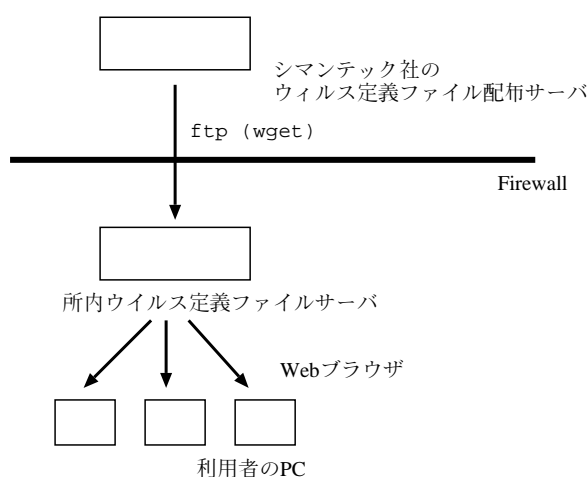 シマンテック社の
ウィルス定義ファイル配布サーバ
ftp (wget)
Firewall
所内ウイルス定義ファイルサーバ
Webブラウザ
利用者のPC